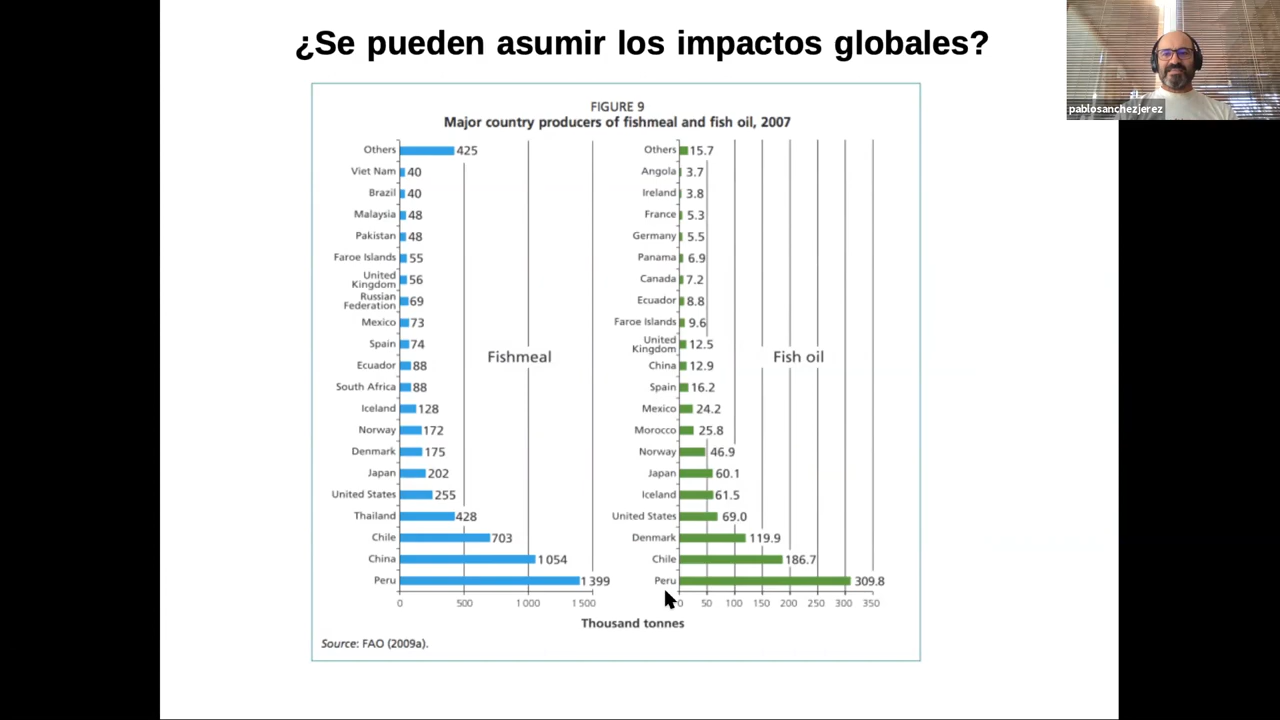 ¿Se pueden asumir los impactos globales?
pablosanchezjerez
FIGURE 9
Major country producers of fishmeal and fish oil, 2007
Others 425
Viet Nam 40
Brazil 40
Malaysia 48
Pakistan 48
Faroe Islands 55
United
Kingdom 56
Russian
Federation 69
Mexico 73
Spain 74
Ecuador 88
South Africa 88
Iceland 128
Norway 172
Denmark 175
Japan 202
United States 255
Thailand 428
Chile 703
China 1 054
Peru 1 399
0 500 1 000 1 500
Fishmeal
Others 15.7
Angola 3.7
Ireland 3.8
France 5.3
Germany 5.5
Panama 6.9
Canada 7.2
Ecuador 8.8
Faroe Islands 9.6
United
Kingdom 12.5
China 12.9
Spain 16.2
Mexico 24.2
Morocco 25.8
Norway 46.9
Japan 60.1
Iceland 61.5
United States 69.0
Denmark 119.9
Chile 186.7
Peru 309.8
0 50 100 150 200 250 300 350
Fish oil
Thousand tonnes
Source: FAO (2009a).